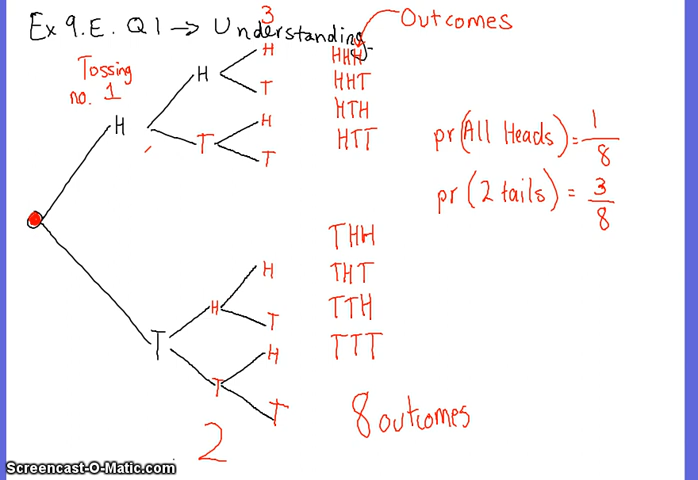 Ex 9.E. Q1 → Understanding
Outcomes
Tossing
no. 1
3
2
H
T
H
T
H
T
H
T
H
T
H
T
H
T
HHH
HHT
HTH
HTT
THH
THT
TTH
TTT
8 outcomes
pr(All Heads) = 1/8
pr(2 tails) = 3/8
Screencast-O-Matic.com